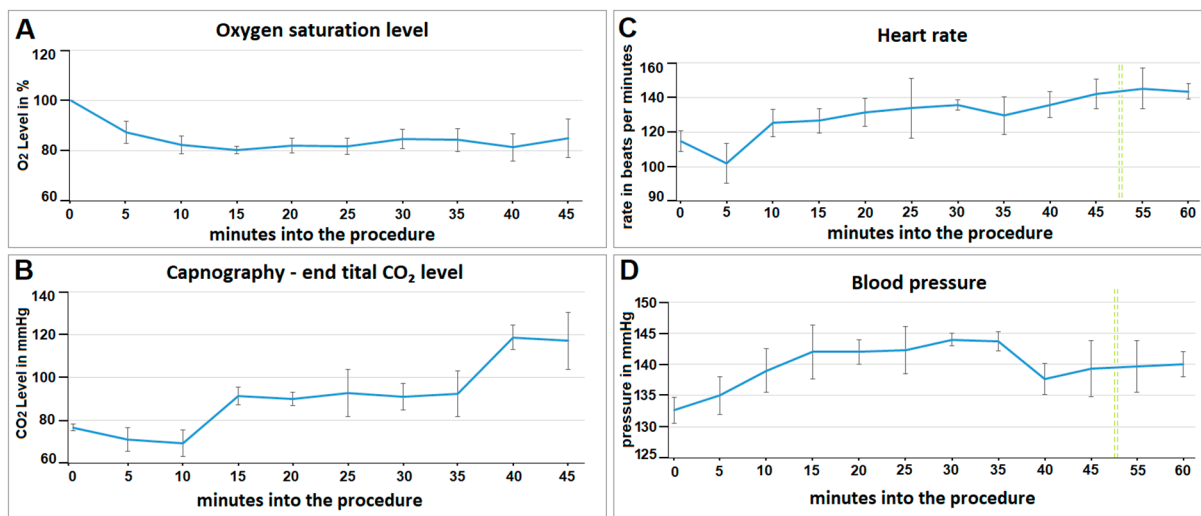 A
Oxygen saturation level
O2 Level in %
120
100
80
60
0 5 10 15 20 25 30 35 40 45
minutes into the procedure
B
Capnography - end tital CO₂ level
CO2 Level in mmHg
140
120
100
80
60
0 5 10 15 20 25 30 35 40 45
minutes into the procedure
C
Heart rate
rate in beats per minutes
160
140
120
100
90
0 5 10 15 20 25 30 35 40 45 55 60
minutes into the procedure
D
Blood pressure
pressure in mmHg
150
145
140
135
130
125
0 5 10 15 20 25 30 35 40 45 55 60
minutes into the procedure